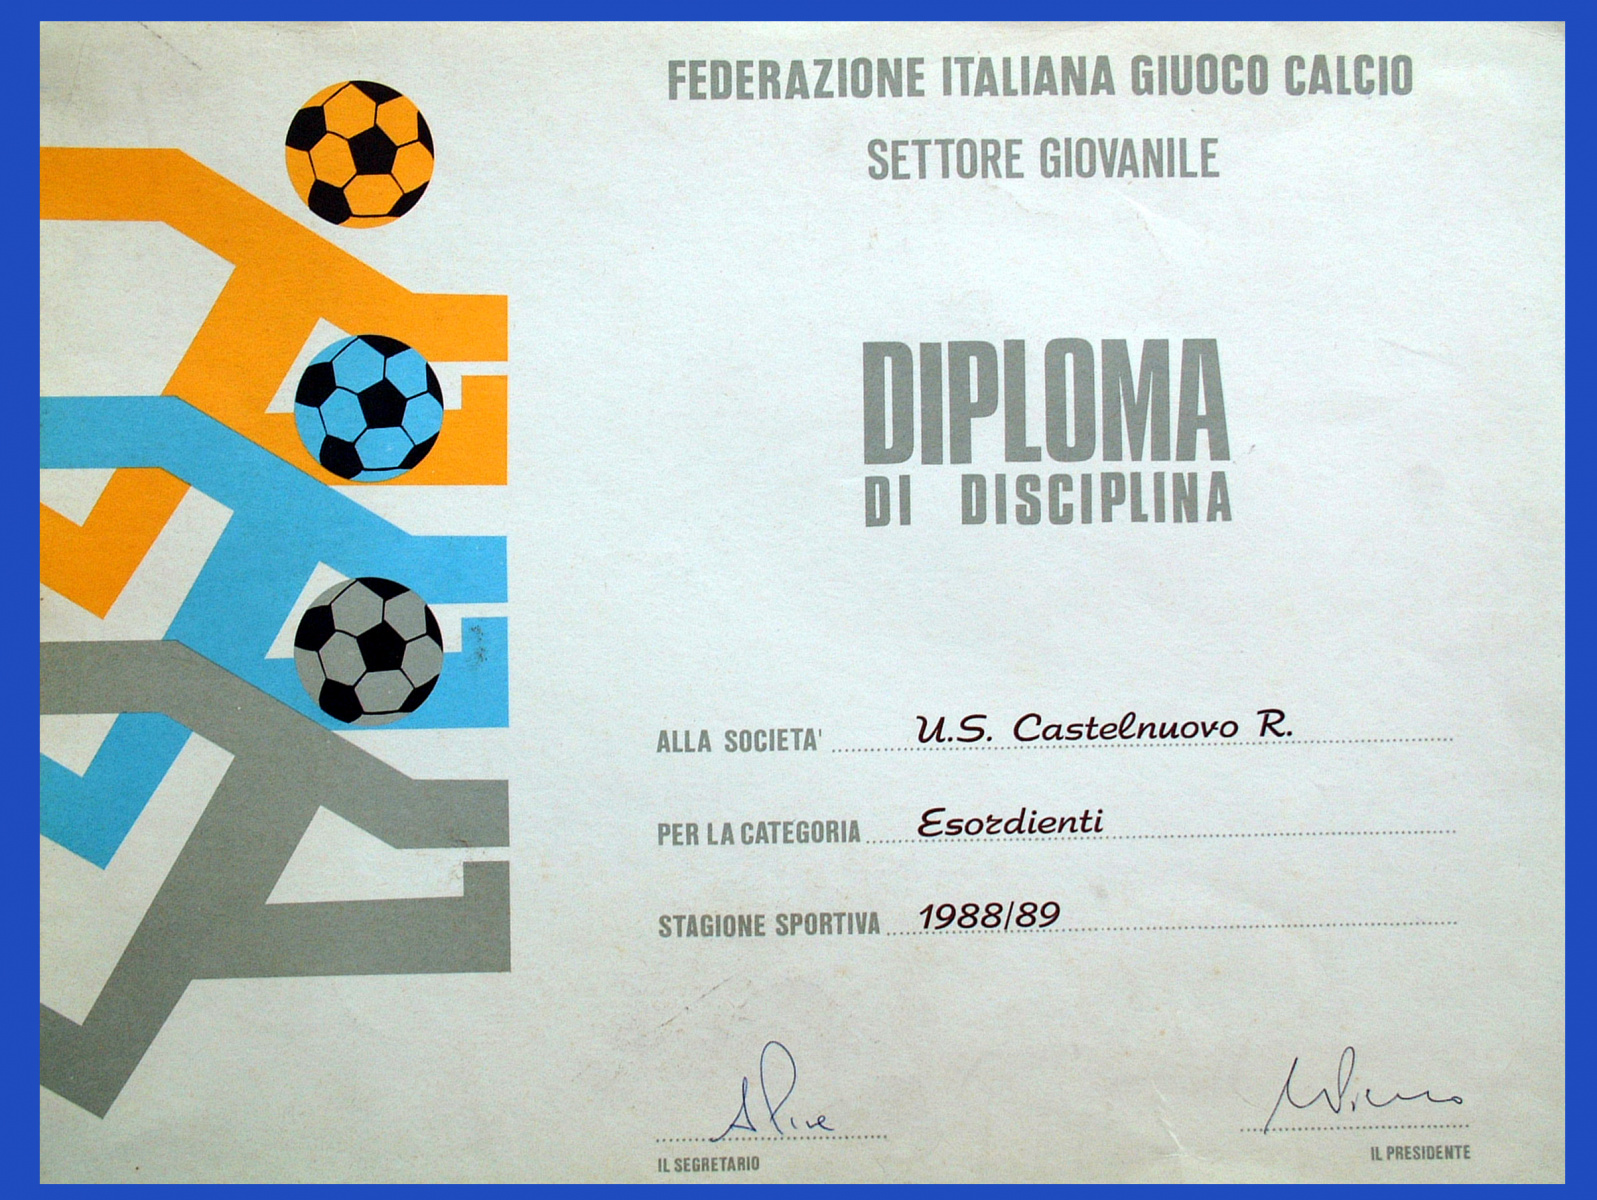 FEDERAZIONE ITALIANA GIUOCO CALCIO
SETTORE GIOVANILE
DIPLOMA
DI DISCIPLINA
ALLA SOCIETA' U.S. Castelnuovo R.
PER LA CATEGORIA Esordienti
STAGIONE SPORTIVA 1988/89
IL SEGRETARIO
IL PRESIDENTE